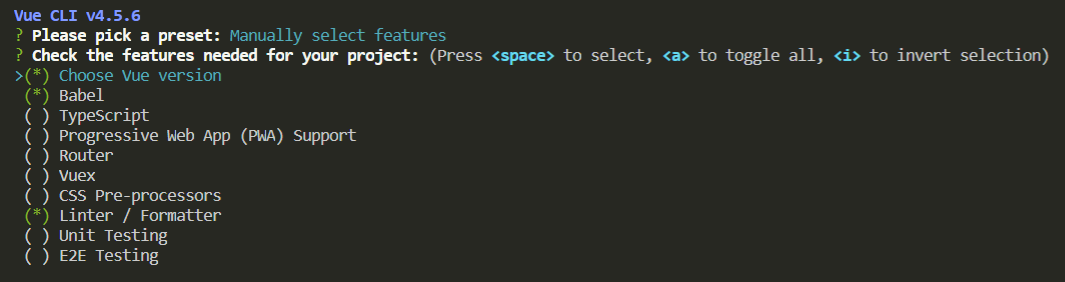 Vue CLI v4.5.6
? Please pick a preset: Manually select features
? Check the features needed for your project: (Press <space> to select, <a> to toggle all, <i> to invert selection)
>(*) Choose Vue version
(*) Babel
( ) TypeScript
( ) Progressive Web App (PWA) Support
( ) Router
( ) Vuex
( ) CSS Pre-processors
(*) Linter / Formatter
( ) Unit Testing
( ) E2E Testing